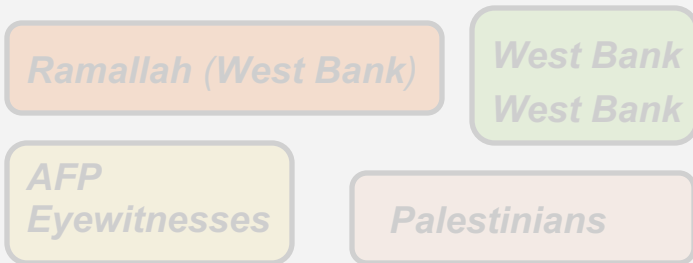 Ramallah (West Bank)
West Bank
West Bank
AFP
Eyewitnesses
Palestinians